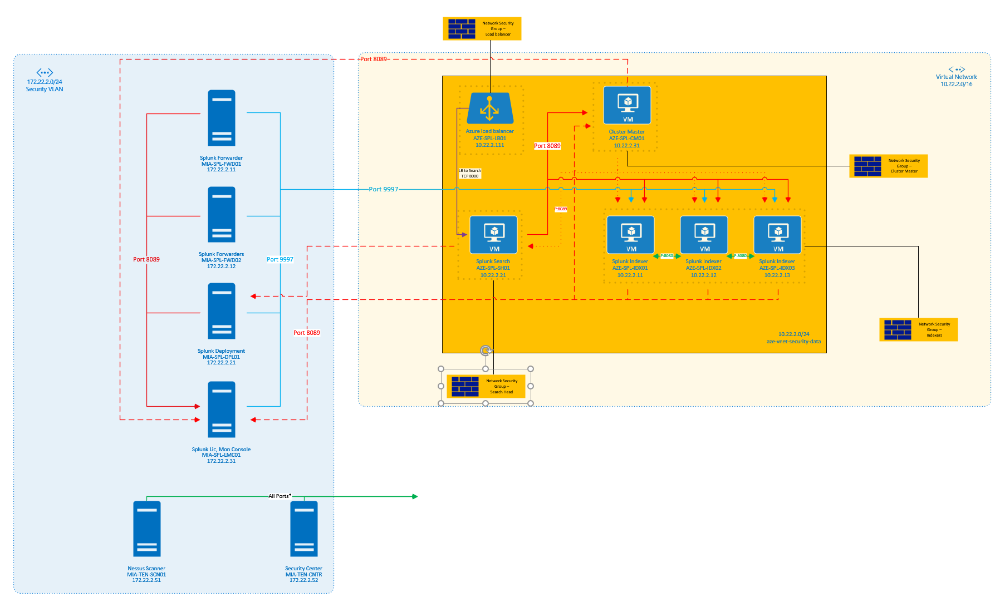 Network Security
Group –
Load balancer
Port 8089
172.22.2.0/24
Security VLAN
Virtual Network
10.22.2.0/16
Splunk Forwarder
MIA-SPL-FWD01
172.22.2.11
Azure load balancer
AZE-SPL-LB01
10.22.2.111
Cluster Master
AZE-SPL-CM01
10.22.2.31
VM
Port 8089
LB to Search
TCP 8000
Network Security
Group –
Cluster Master
Port 9997
P:8089
Splunk Forwarders
MIA-SPL-FWD02
172.22.2.12
Port 8089
Port 9997
VM
Splunk Search
AZE-SPL-SH01
10.22.2.21
VM
Splunk Indexer
AZE-SPL-IDX01
10.22.2.11
P:8080
VM
Splunk Indexer
AZE-SPL-IDX02
10.22.2.12
P:8080
VM
Splunk Indexer
AZE-SPL-IDX03
10.22.2.13
Port 8089
10.22.2.0/24
aze-vnet-security-data
Network Security
Group –
Indexers
Splunk Deployment
MIA-SPL-DPL01
172.22.2.21
Network Security
Group –
Search Head
Splunk Lic, Mon Console
MIA-SPL-LMC01
172.22.2.31
All Ports*
Nessus Scanner
MIA-TEN-SCN01
172.22.2.51
Security Center
MIA-TEN-CNTR
172.22.2.52